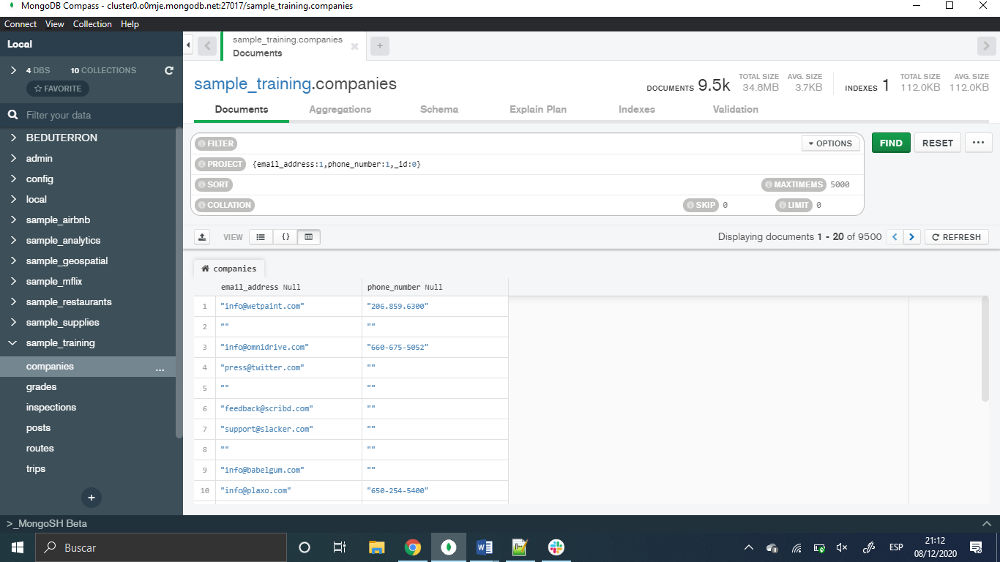 MongoDB Compass - cluster0.o0mje.mongodb.net:27017/sample_training.companies
Connect View Collection Help
Local
4 DBS 10 COLLECTIONS
FAVORITE
Filter your data
BEDUTERRON
admin
config
local
sample_airbnb
sample_analytics
sample_geospatial
sample_mflix
sample_restaurants
sample_supplies
sample_training
companies ...
grades
inspections
posts
routes
trips
+
sample_training.companies
Documents
+
sample_training.companies
DOCUMENTS 9.5k TOTAL SIZE 34.8MB AVG. SIZE 3.7KB INDEXES 1 TOTAL SIZE 112.0KB AVG. SIZE 112.0KB
Documents Aggregations Schema Explain Plan Indexes Validation
FILTER OPTIONS FIND RESET ...
PROJECT {email_address:1,phone_number:1,_id:0}
SORT MAXTIMEMS 5000
COLLATION SKIP 0 LIMIT 0
VIEW {} Displaying documents 1 - 20 of 9500 < > REFRESH
companies
email_address Null phone_number Null
1 "info@wetpaint.com" "206.859.6300"
2 "" ""
3 "info@omnidrive.com" "660-675-5052"
4 "press@twitter.com" ""
5 "" ""
6 "feedback@scribd.com" ""
7 "support@slacker.com" ""
8 "" ""
9 "info@babelgum.com" ""
10 "info@plaxo.com" "650-254-5400"
>_MongoSH Beta
Buscar
ESP
21:12
08/12/2020